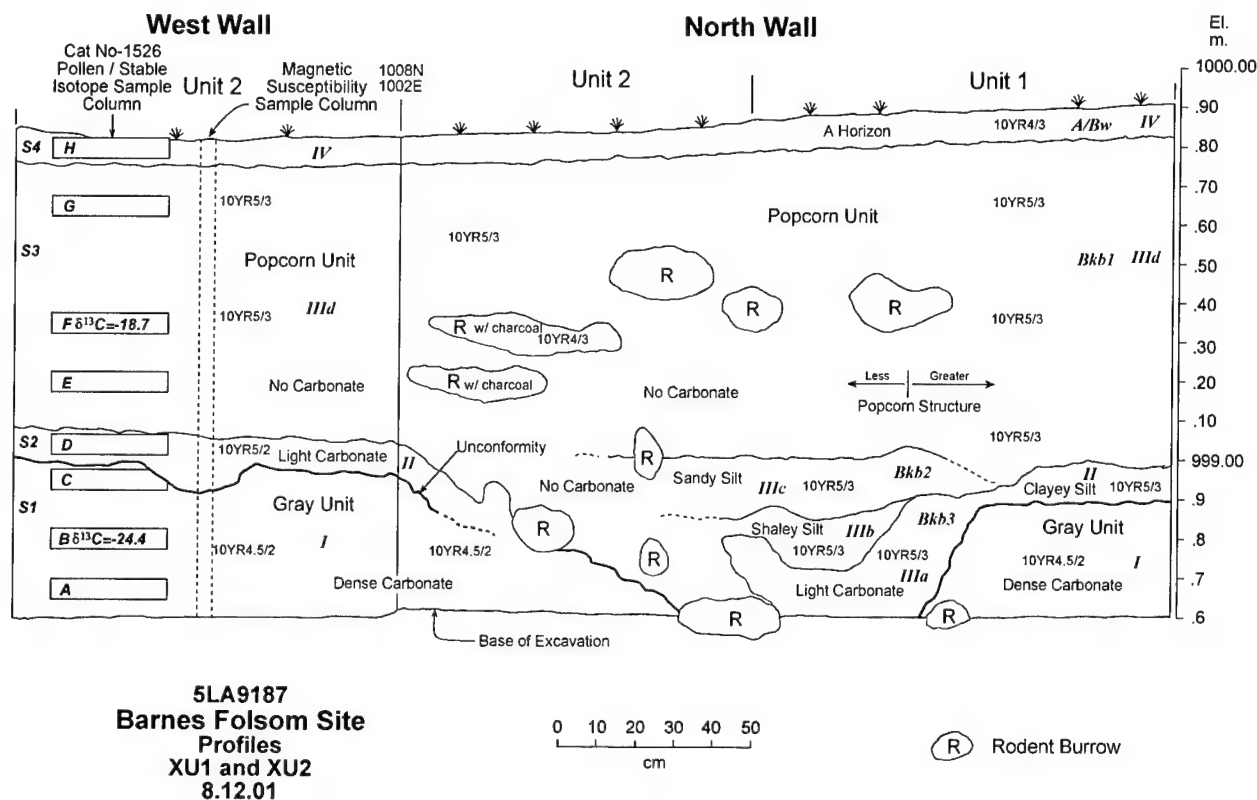 West Wall
North Wall
El.
m.
Cat No-1526
Pollen / Stable
Isotope Sample
Column
Unit 2
Magnetic
Susceptibility
Sample Column
1008N
1002E
Unit 2
Unit 1
1000.00
.90
.80
.70
.60
.50
.40
.30
.20
.10
999.00
.9
.8
.7
.6
S4
H
IV
A Horizon
10YR4/3
A/Bw
IV
G
10YR5/3
S3
Popcorn Unit
IIId
F δ¹³C=-18.7
10YR5/3
E
No Carbonate
10YR5/3
Popcorn Unit
10YR5/3
Bkb1
IIId
R
R
R
R w/ charcoal
10YR4/3
10YR5/3
R w/ charcoal
No Carbonate
Less
Greater
Popcorn Structure
10YR5/3
S2
D
10YR5/2
Light Carbonate
II
Unconformity
R
C
S1
Gray Unit
B δ¹³C=-24.4
10YR4.5/2
I
A
Dense Carbonate
10YR4.5/2
No Carbonate
Sandy Silt
IIIc
10YR5/3
Bkb2
II
Clayey Silt
10YR5/3
R
R
Shaley Silt
IIIb
10YR5/3
Bkb3
10YR5/3
IIIa
Light Carbonate
Gray Unit
10YR4.5/2
I
Dense Carbonate
R
R
Base of Excavation
5LA9187
Barnes Folsom Site
Profiles
XU1 and XU2
8.12.01
0 10 20 30 40 50
cm
R Rodent Burrow